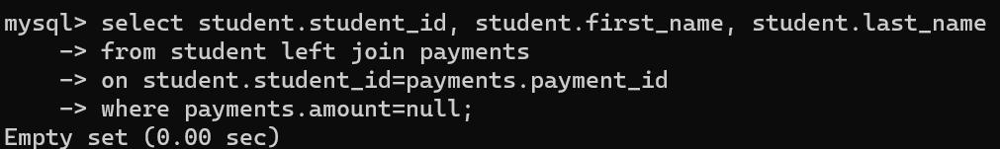 mysql> select student.student_id, student.first_name, student.last_name
    -> from student left join payments
    -> on student.student_id=payments.payment_id
    -> where payments.amount=null;
Empty set (0.00 sec)